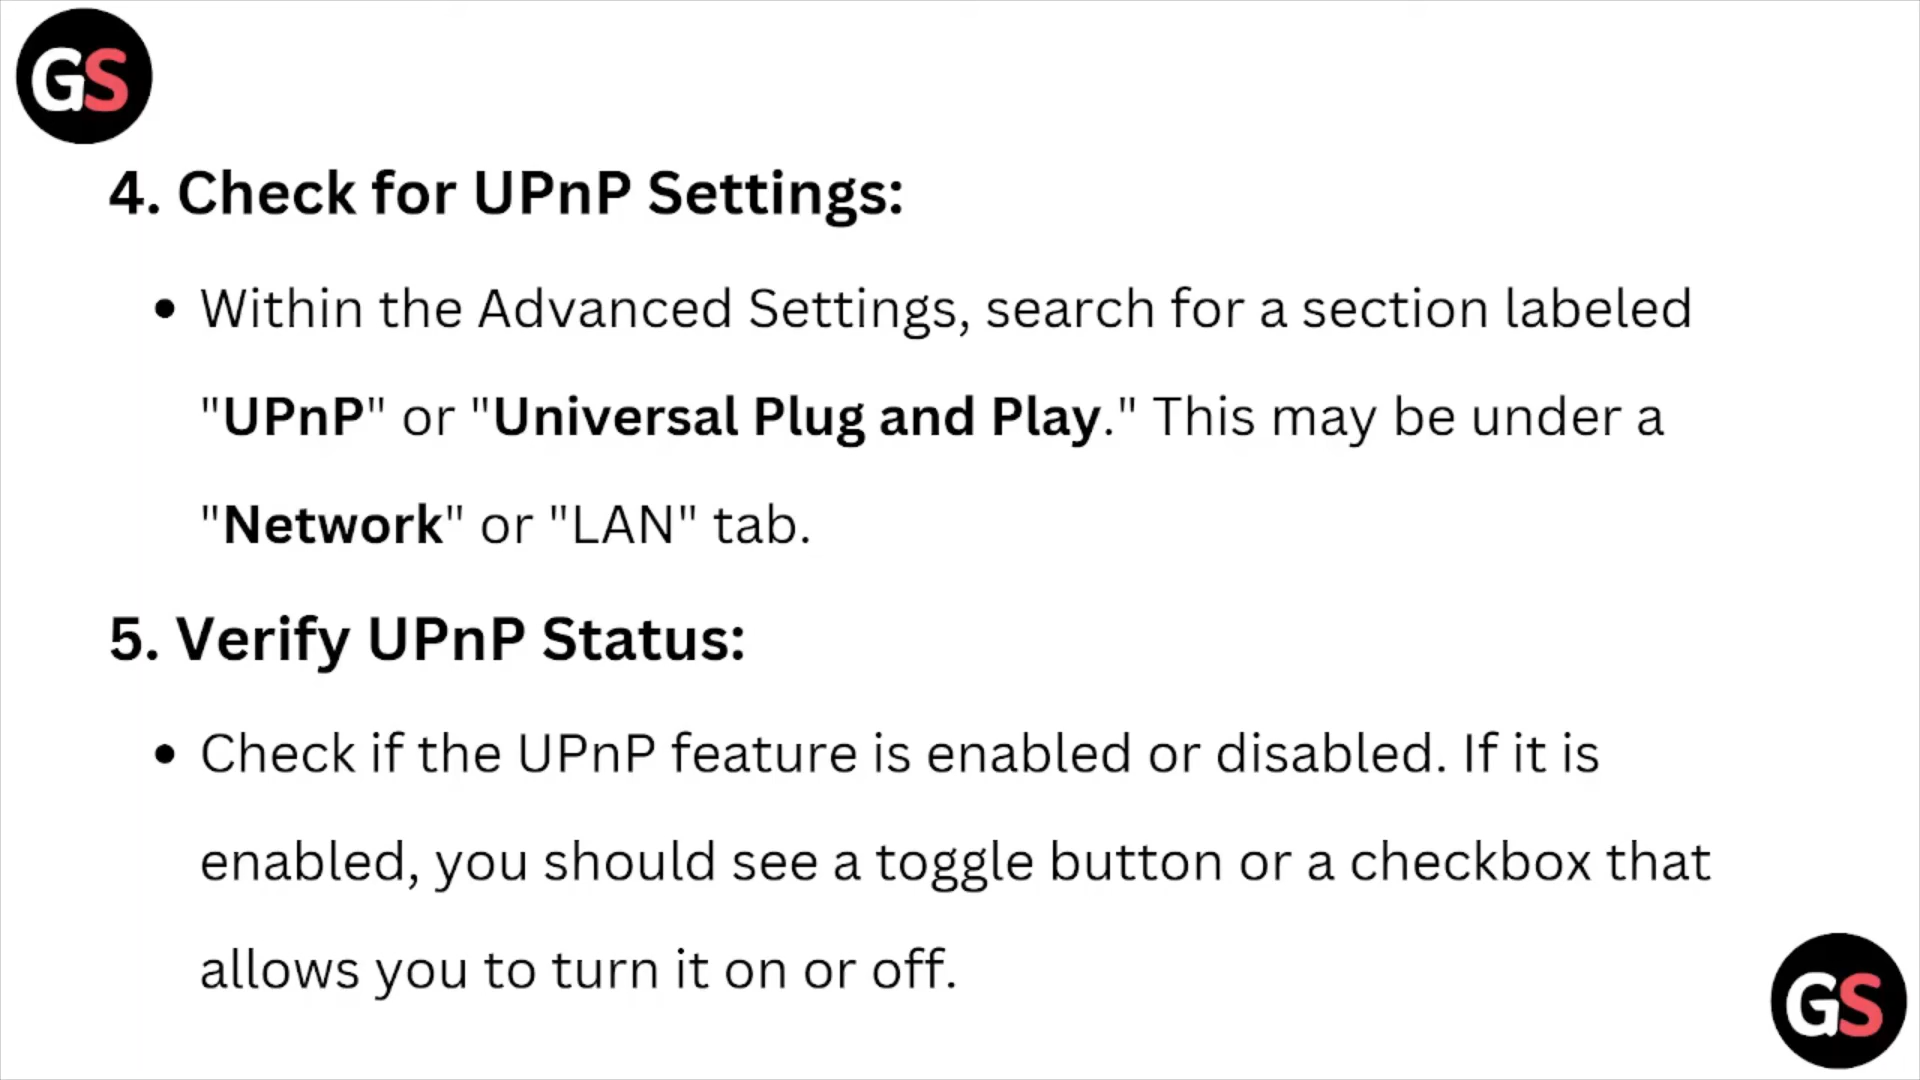 GS
4. Check for UPnP Settings:
• Within the Advanced Settings, search for a section labeled
"UPnP" or "Universal Plug and Play." This may be under a
"Network" or "LAN" tab.
5. Verify UPnP Status:
• Check if the UPnP feature is enabled or disabled. If it is
enabled, you should see a toggle button or a checkbox that
allows you to turn it on or off.
GS